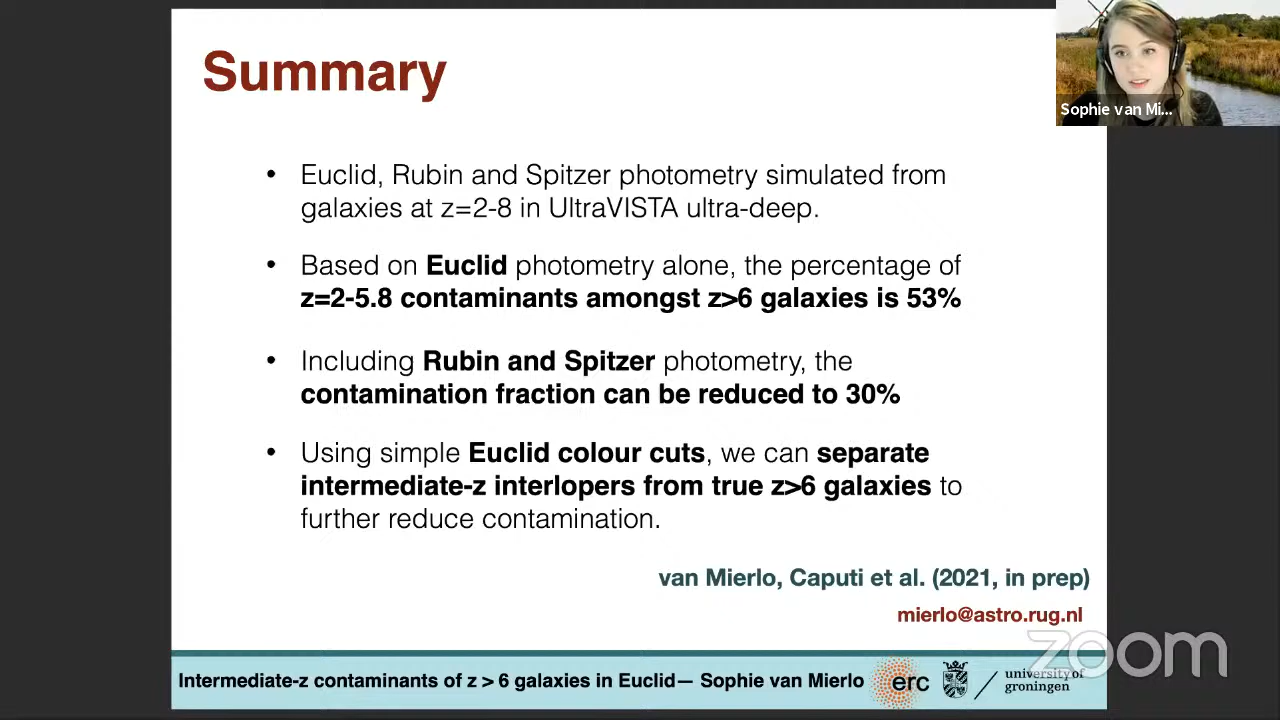 Summary
Sophie van Mi...
• Euclid, Rubin and Spitzer photometry simulated from
galaxies at z=2-8 in UltraVISTA ultra-deep.
• Based on Euclid photometry alone, the percentage of
z=2-5.8 contaminants amongst z>6 galaxies is 53%
• Including Rubin and Spitzer photometry, the
contamination fraction can be reduced to 30%
• Using simple Euclid colour cuts, we can separate
intermediate-z interlopers from true z>6 galaxies to
further reduce contamination.
van Mierlo, Caputi et al. (2021, in prep)
mierlo@astro.rug.nl
zoom
Intermediate-z contaminants of z > 6 galaxies in Euclid— Sophie van Mierlo
erc
university of
groningen